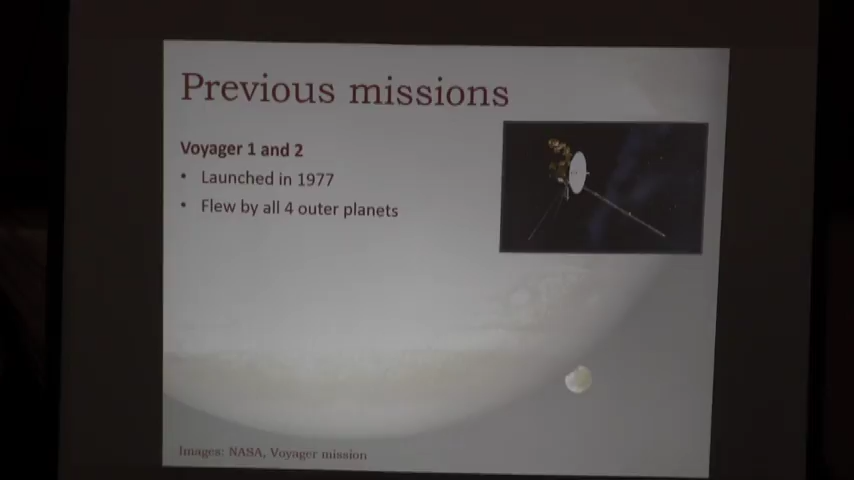 Previous missions
Voyager 1 and 2
• Launched in 1977
• Flew by all 4 outer planets
Images: NASA, Voyager mission